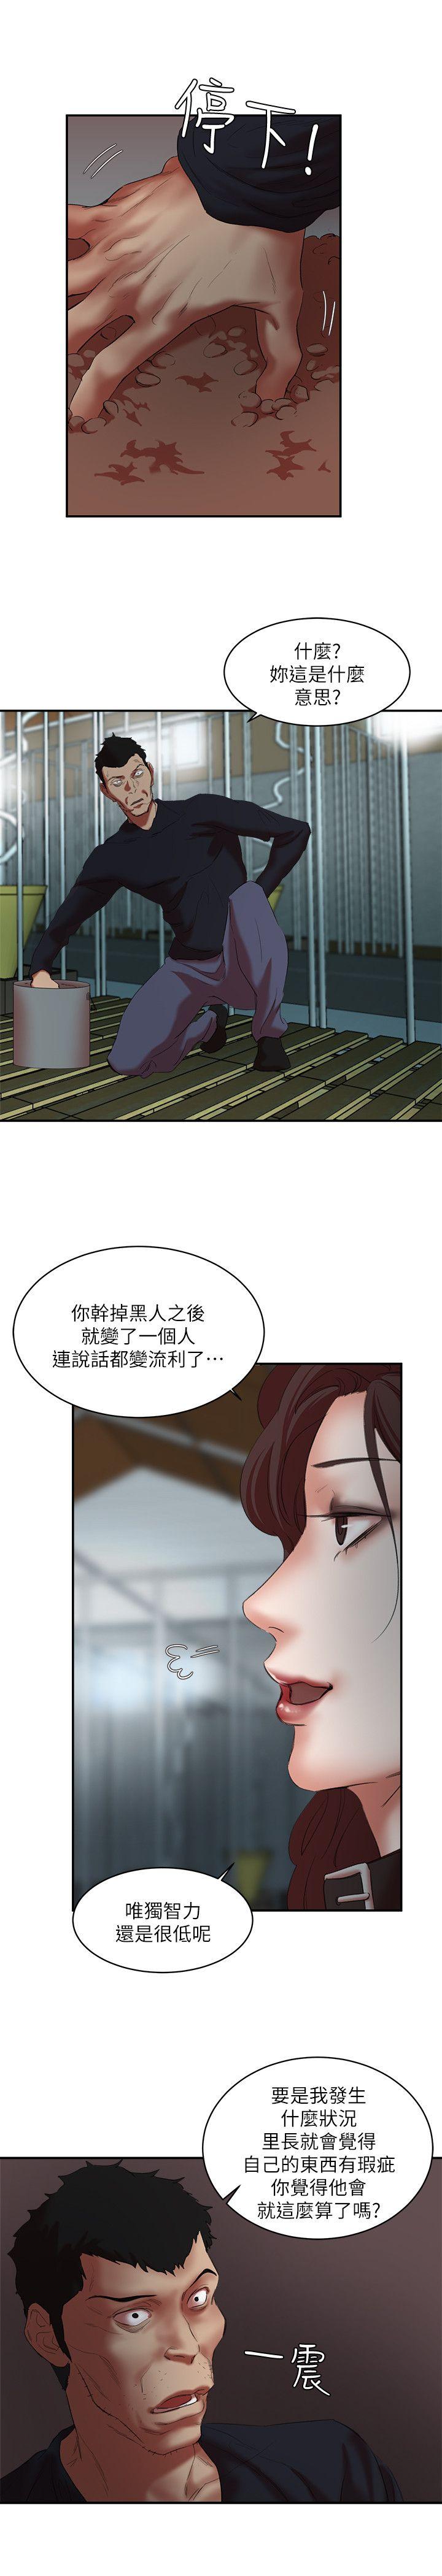 停下!
什麼?
妳這是什麼
意思?
你幹掉黑人之後
就變了一個人
連說話都變流利了…
唯獨智力
還是很低呢
要是我發生
什麼狀況
里長就會覺得
自己的東西有瑕疵
你覺得他會
就這麼算了嗎?
一震